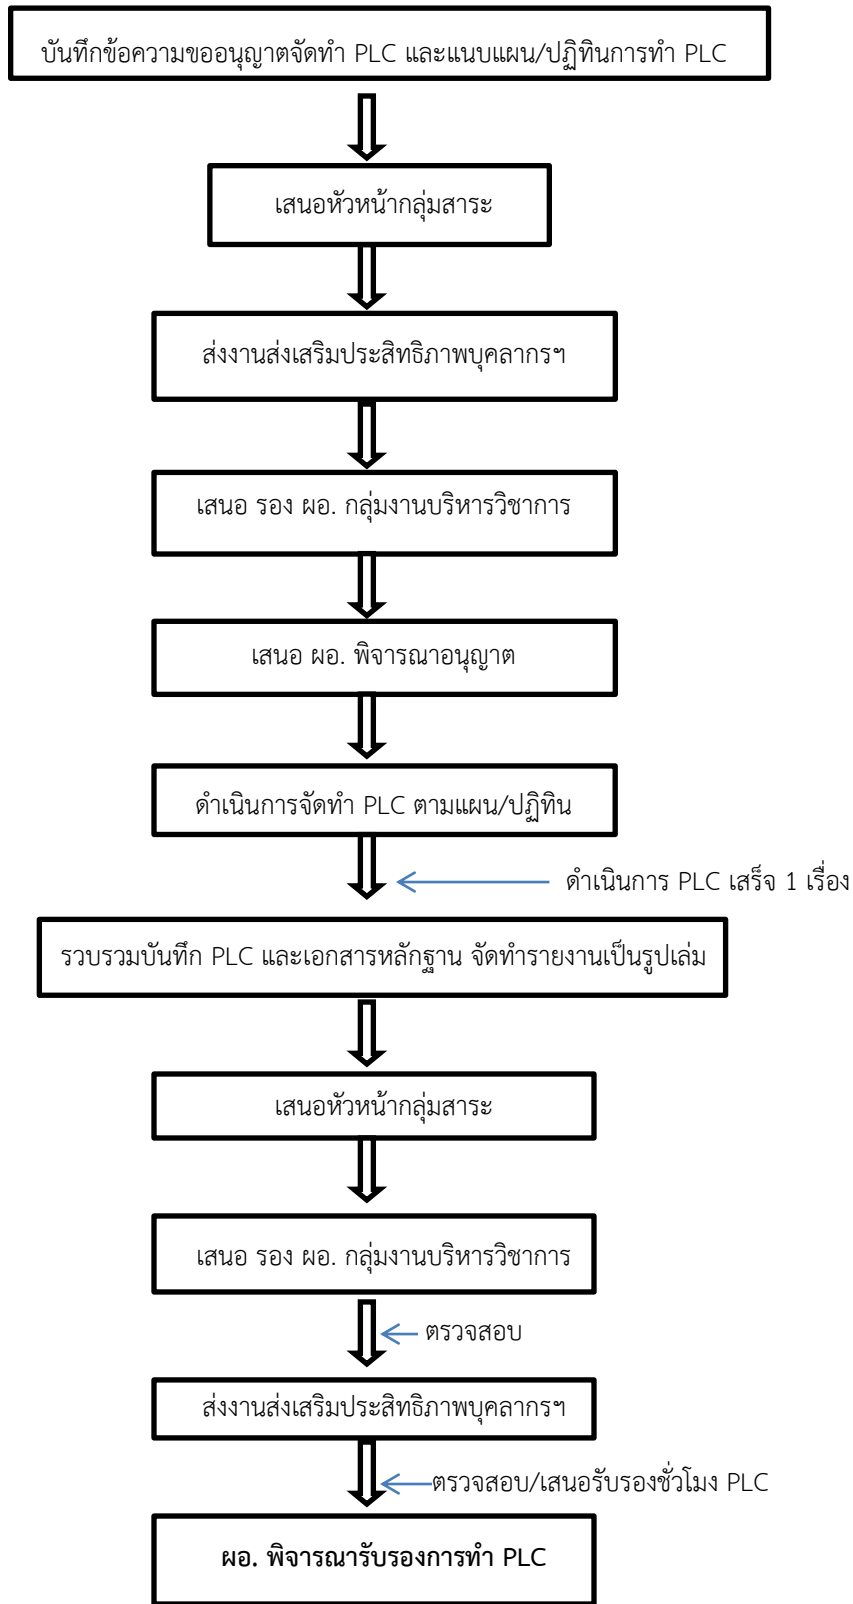 บันทึกข้อความขออนุญาตจัดทำ PLC และแนบแผน/ปฏิทินการทำ PLC
เสนอหัวหน้ากลุ่มสาระ
ส่งงานส่งเสริมประสิทธิภาพบุคลากรฯ
เสนอ รอง ผอ. กลุ่มงานบริหารวิชาการ
เสนอ ผอ. พิจารณาอนุญาต
ดำเนินการจัดทำ PLC ตามแผน/ปฏิทิน
ดำเนินการ PLC เสร็จ 1 เรื่อง
รวบรวมบันทึก PLC และเอกสารหลักฐาน จัดทำรายงานเป็นรูปเล่ม
เสนอหัวหน้ากลุ่มสาระ
เสนอ รอง ผอ. กลุ่มงานบริหารวิชาการ
ตรวจสอบ
ส่งงานส่งเสริมประสิทธิภาพบุคลากรฯ
ตรวจสอบ/เสนอรับรองชั่วโมง PLC
ผอ. พิจารณารับรองการทำ PLC